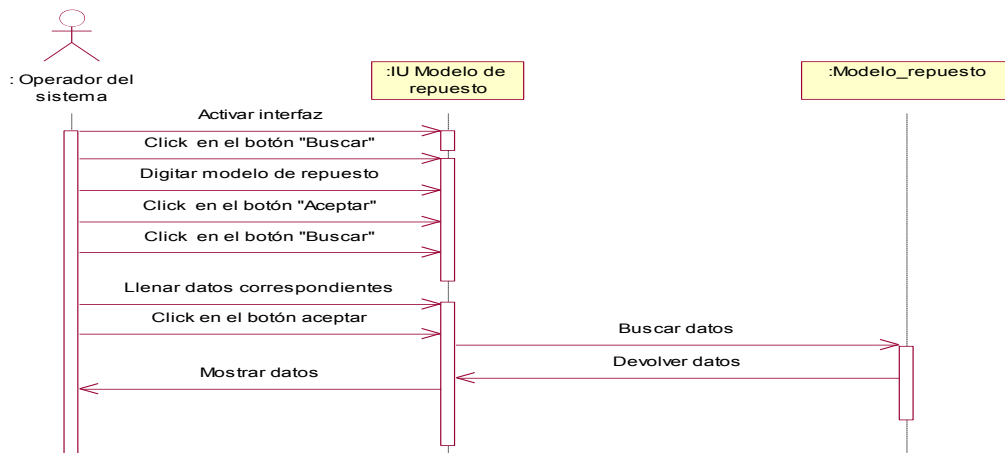 : Operador del
sistema
:IU Modelo de
repuesto
:Modelo_repuesto
Activar interfaz
Click en el botón "Buscar"
Digitar modelo de repuesto
Click en el botón "Aceptar"
Click en el botón "Buscar"
Llenar datos correspondientes
Click en el botón aceptar
Buscar datos
Devolver datos
Mostrar datos